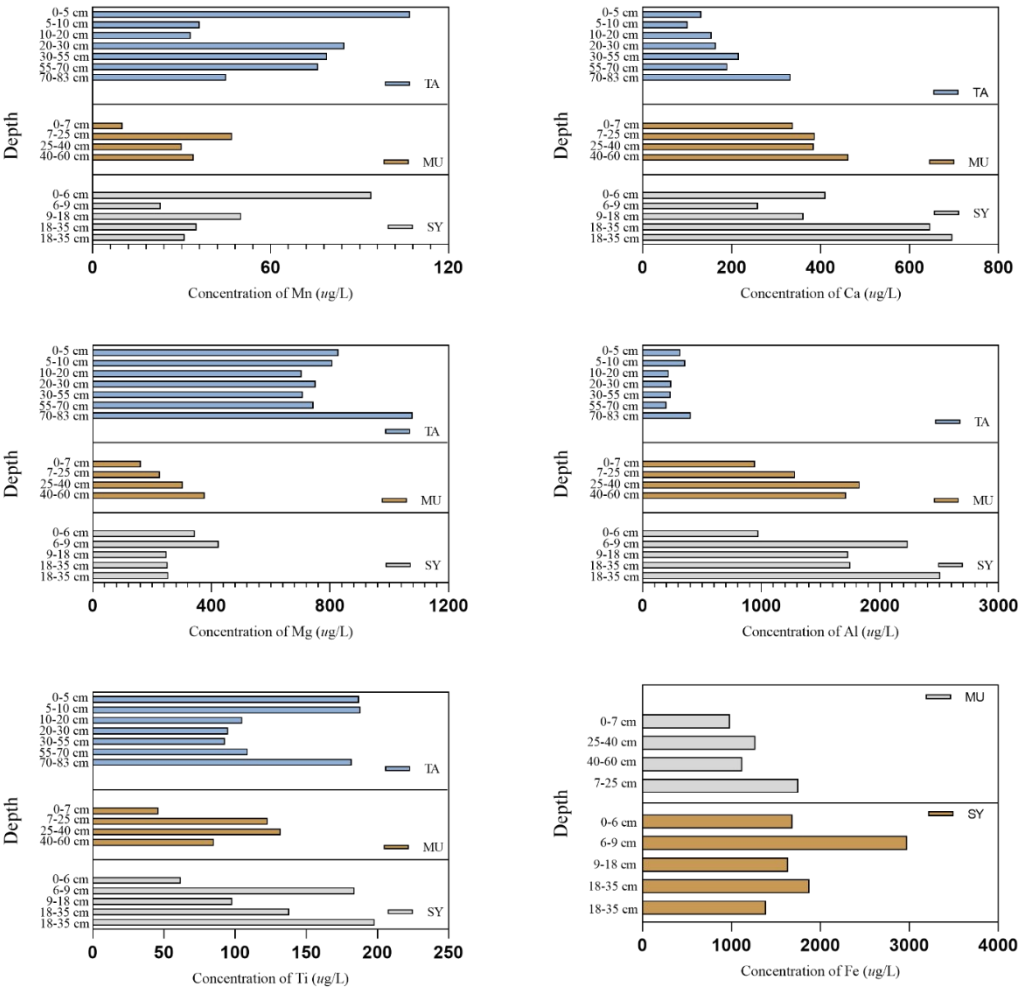 Depth
0-5 cm
5-10 cm
10-20 cm
20-30 cm
30-55 cm
55-70 cm
70-83 cm
TA
0-7 cm
7-25 cm
25-40 cm
40-60 cm
MU
0-6 cm
6-9 cm
9-18 cm
18-35 cm
18-35 cm
SY
0 60 120
Concentration of Mn (ug/L)
Depth
0-5 cm
5-10 cm
10-20 cm
20-30 cm
30-55 cm
55-70 cm
70-83 cm
TA
0-7 cm
7-25 cm
25-40 cm
40-60 cm
MU
0-6 cm
6-9 cm
9-18 cm
18-35 cm
18-35 cm
SY
0 200 400 600 800
Concentration of Ca (ug/L)
Depth
0-5 cm
5-10 cm
10-20 cm
20-30 cm
30-55 cm
55-70 cm
70-83 cm
TA
0-7 cm
7-25 cm
25-40 cm
40-60 cm
MU
0-6 cm
6-9 cm
9-18 cm
18-35 cm
18-35 cm
SY
0 400 800 1200
Concentration of Mg (ug/L)
Depth
0-5 cm
5-10 cm
10-20 cm
20-30 cm
30-55 cm
55-70 cm
70-83 cm
TA
0-7 cm
7-25 cm
25-40 cm
40-60 cm
MU
0-6 cm
6-9 cm
9-18 cm
18-35 cm
18-35 cm
SY
0 1000 2000 3000
Concentration of Al (ug/L)
Depth
0-5 cm
5-10 cm
10-20 cm
20-30 cm
30-55 cm
55-70 cm
70-83 cm
TA
0-7 cm
7-25 cm
25-40 cm
40-60 cm
MU
0-6 cm
6-9 cm
9-18 cm
18-35 cm
18-35 cm
SY
0 50 100 150 200 250
Concentration of Ti (ug/L)
Depth
MU
0-7 cm
25-40 cm
40-60 cm
7-25 cm
SY
0-6 cm
6-9 cm
9-18 cm
18-35 cm
18-35 cm
0 1000 2000 3000 4000
Concentration of Fe (ug/L)